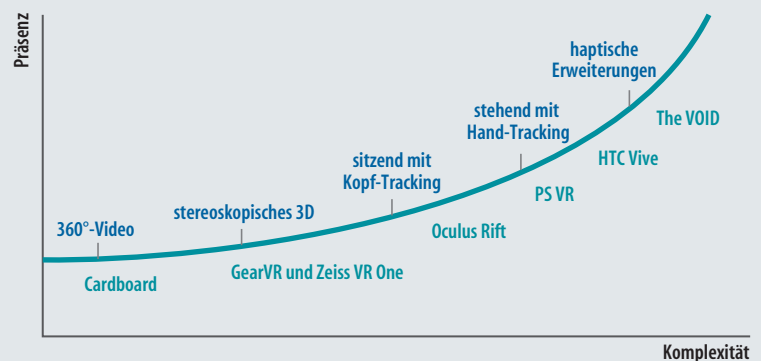 Präsenz
haptische
Erweiterungen
The VOID
stehend mit
Hand-Tracking
HTC Vive
sitzend mit
Kopf-Tracking
PS VR
stereoskopisches 3D
Oculus Rift
360°-Video
GearVR und Zeiss VR One
Cardboard
Komplexität